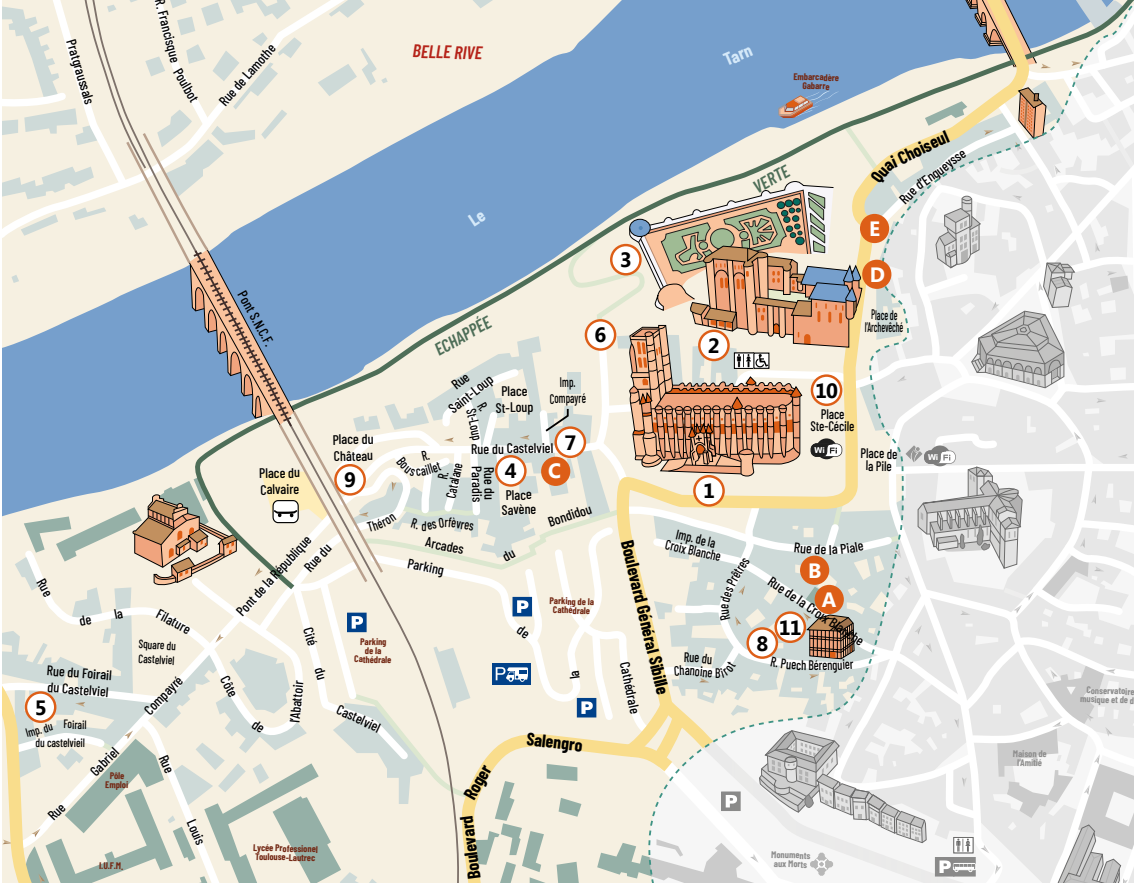 Pratgraussals
R. Francisque Poulbot
Rue de Lamothe
BELLE RIVE
Tarn
Embarcadère
Gabarre
Le
Quai Choiseul
Rue d'Engueysse
VERTE
ECHAPPÉE
Pont S.N.C.F.
E
D
3
Place de
l'Archevêché
6
2
10
Place
Ste-Cécile
Wi Fi
Place de
la Pile
Wi Fi
1
Rue
Saint-Loup
R.
St-Loup
Place
St-Loup
Imp.
Compayré
Rue du Castelviel
7
4
C
Place du
Château
9
R.
Bouscaillet
R.
Catalane
Rue du
Paradis
Place
Savène
Place du
Calvaire
Théron
R. des Orfèvres
Arcades
du
Bondidou
Pont de la République
Rue du
Parking
de
la
Cathédrale
Parking de la
Cathédrale
P
P
P
P
Parking
de la
Cathédrale
Boulevard Général Sibille
Imp. de la
Croix Blanche
Rue de la Piale
B
A
Rue des Prêtres
Rue de la Croix Blanche
11
8
R. Puech Bérenguier
Rue du
Chanoine Birot
Rue
de
la
Filature
Square du
Castelviel
Rue du Foirail
du Castelviel
5
Imp. du
Foirail
du castelvieil
Compayré
Gabriel
Rue
Côte
de
l'Abattoir
Cité
du
Castelviel
Pôle
Emploi
Rue
Louis
I.U.F.M.
Lycée Professionel
Toulouse-Lautrec
Boulevard
Roger
Salengro
Conservatoire
musique et de d
Maison de
l'Amitié
P
Monuments
aux Morts
P